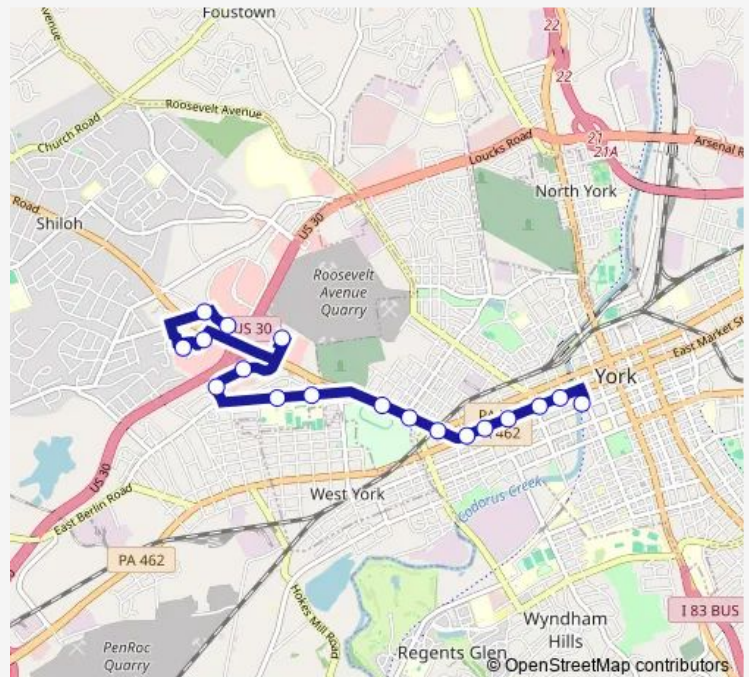 Foustown
22
22
Roosevelt Avenue
Church Road
Loucks Road
21
21A
Arsenal R
North York
Road
Shiloh
US 30
Roosevelt
Avenue
Quarry
US 30
East Market St
York
PA 462
West York
Codorus Creek
US 30
East Berlin Road
PA 462
Hokes Mill Road
I 83 BUS
Wyndham
Hills
PenRoc
Quarry
Regents Glen
© OpenStreetMap contributors